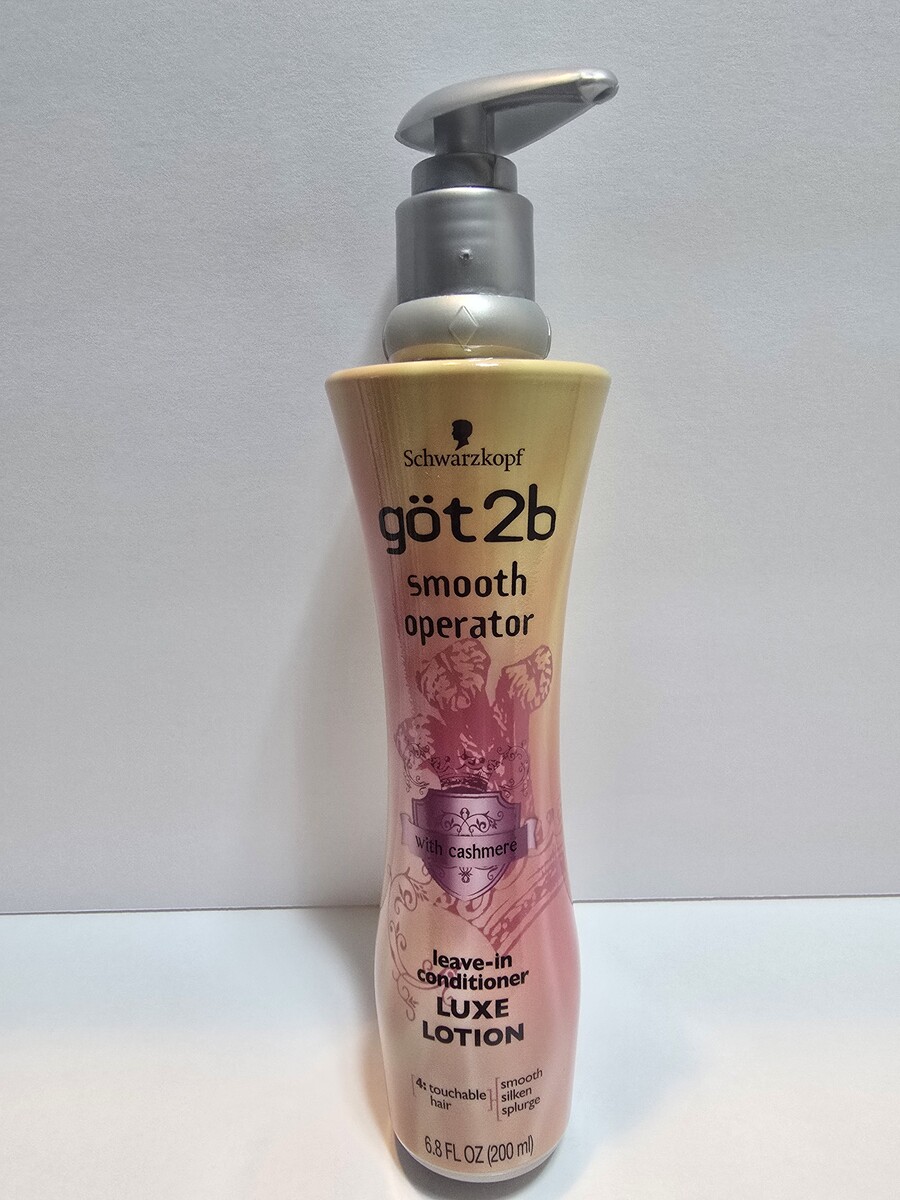 Schwarzkopf
göt2b
smooth
operator
with cashmere
leave-in
conditioner
LUXE
LOTION
4: touchable
hair
smooth
silken
splurge
6.8 FL OZ (200 ml)